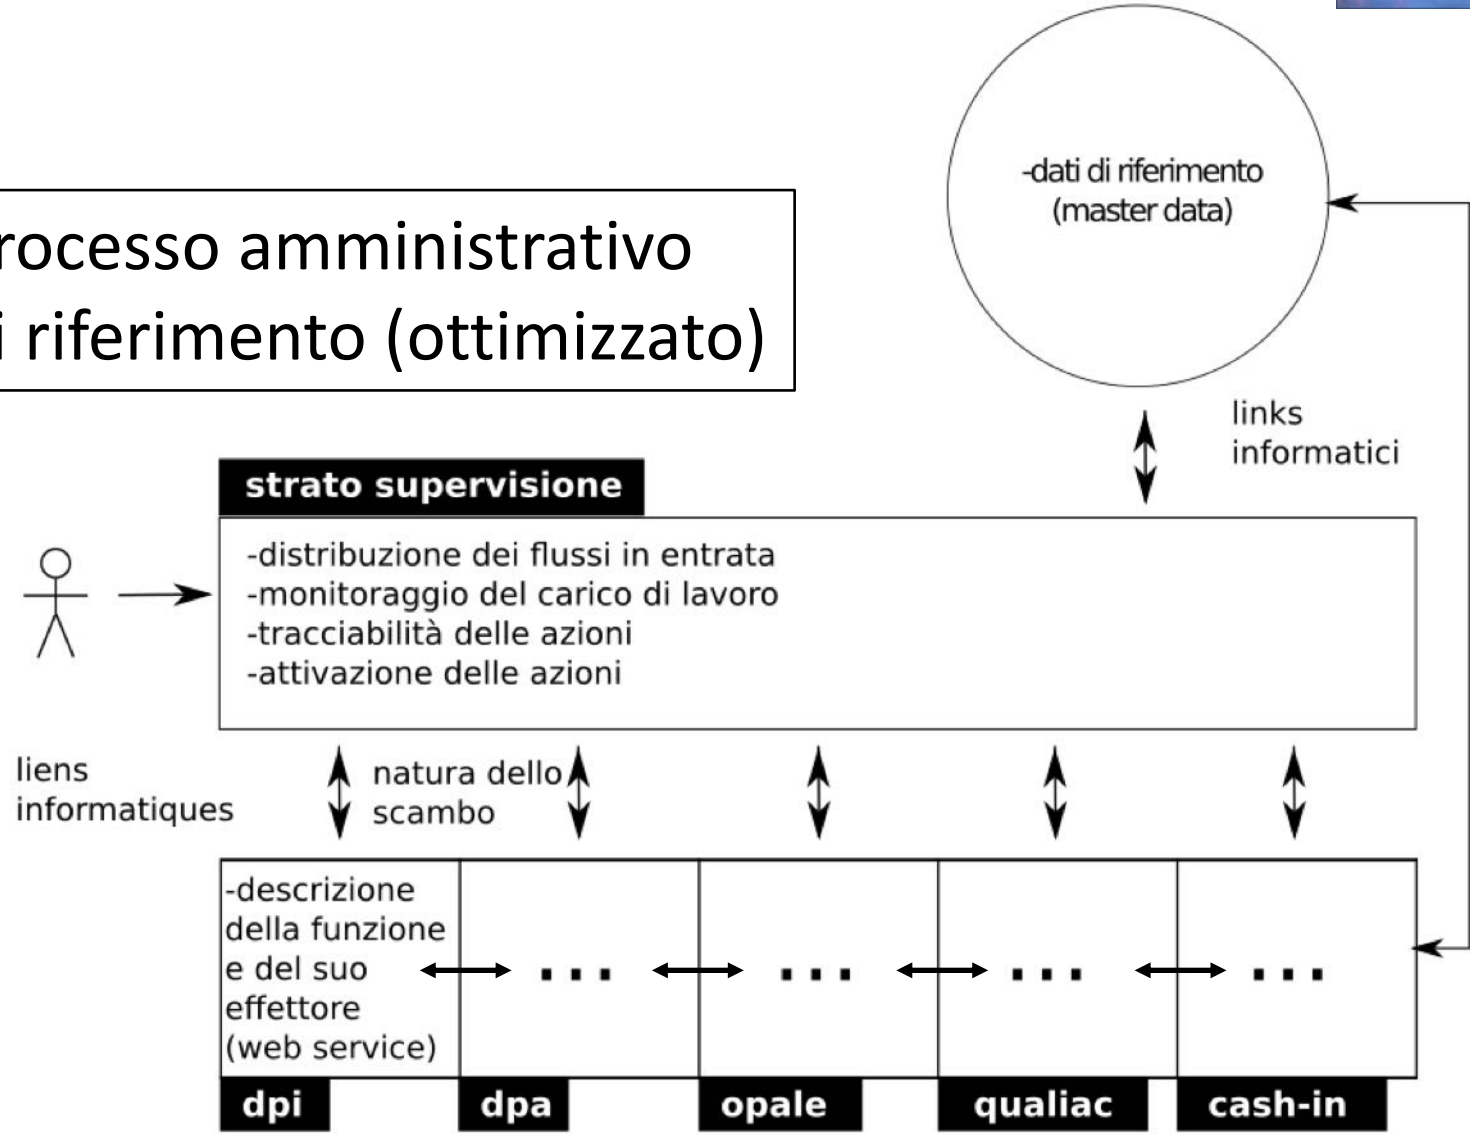 -dati di riferimento
(master data)
rocesso amministrativo
i riferimento (ottimizzato)
links
informatici
strato supervisione
-distribuzione dei flussi in entrata
-monitoraggio del carico di lavoro
-tracciabilità delle azioni
-attivazione delle azioni
liens
informatiques
natura dello
scambo
-descrizione
della funzione
e del suo
effettore
(web service)
...
...
...
...
dpi
dpa
opale
qualiac
cash-in